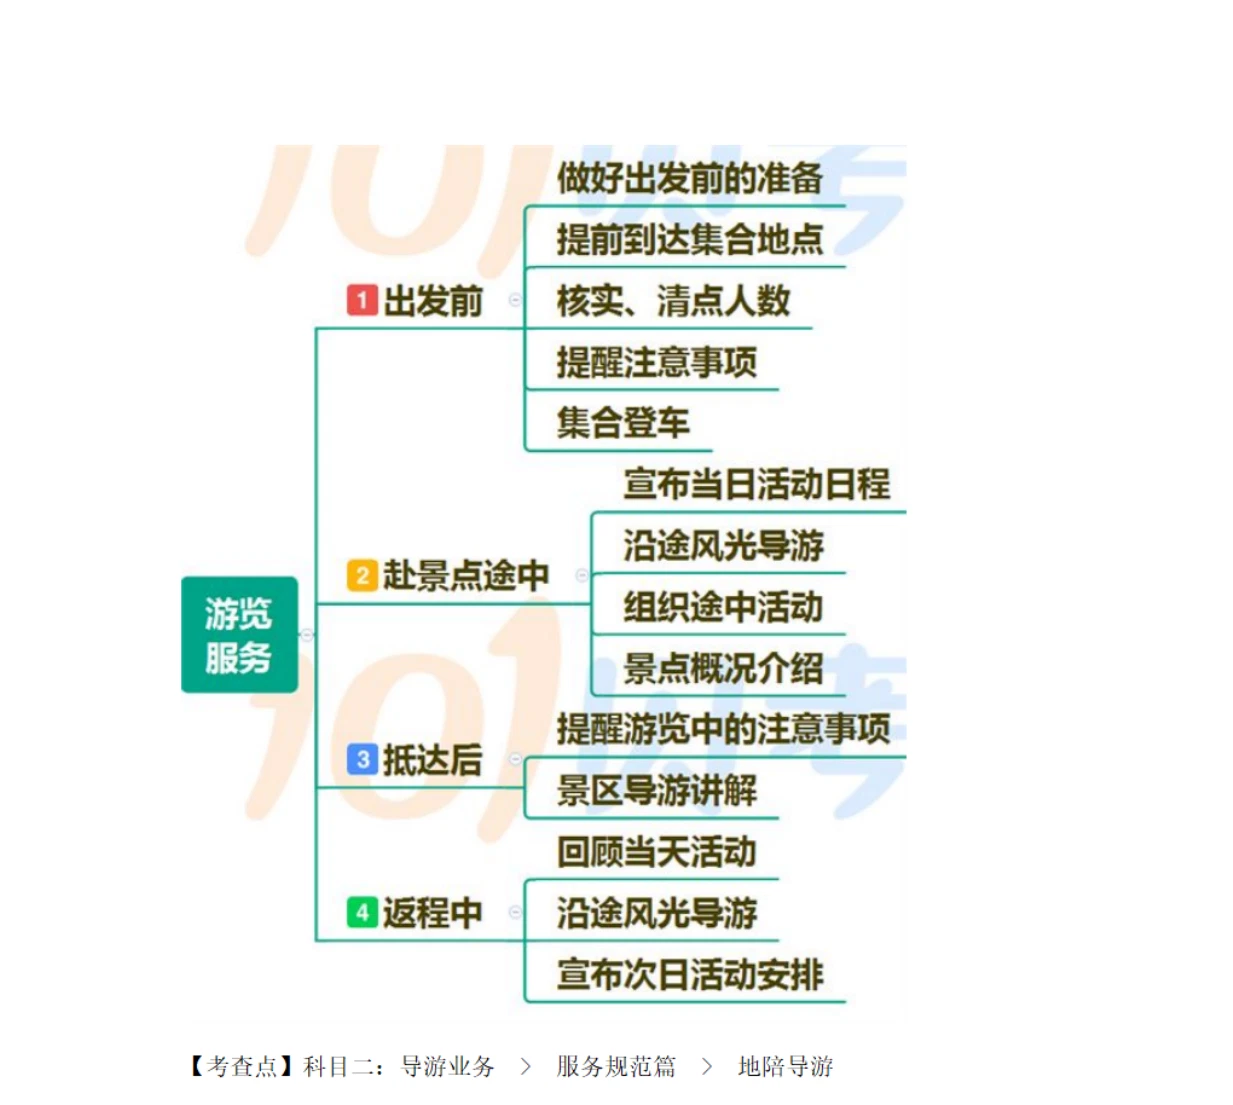 做好出发前的准备
提前到达集合地点
1 出发前
核实、清点人数
提醒注意事项
集合登车
宣布当日活动日程
沿途风光导游
2 赴景点途中
组织途中活动
景点概况介绍
游览
服务
提醒游览中的注意事项
3 抵达后
景区导游讲解
回顾当天活动
4 返程中
沿途风光导游
宣布次日活动安排
【考查点】科目二：导游业务 > 服务规范篇 > 地陪导游